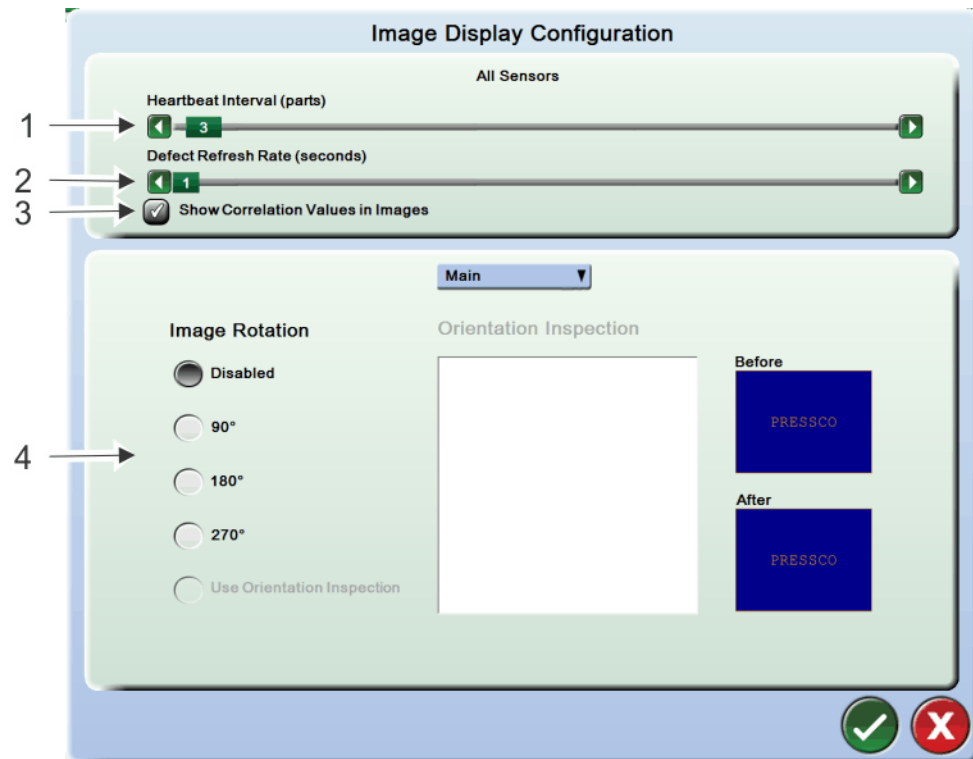 Image Display Configuration
All Sensors
Heartbeat Interval (parts)
1
3
Defect Refresh Rate (seconds)
2
1
3
Show Correlation Values in Images
Main
Image Rotation
Orientation Inspection
Disabled
Before
90°
PRESSCO
4
180°
After
270°
PRESSCO
Use Orientation Inspection
X